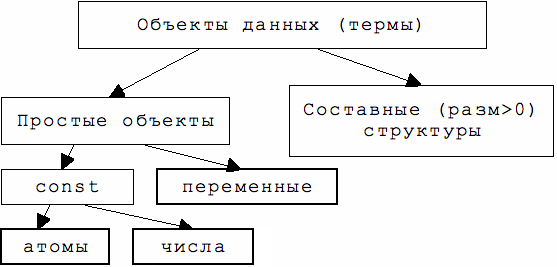 Объекты данных (термы)
Простые объекты
Составные (разм>0)
структуры
const
переменные
атомы
числа